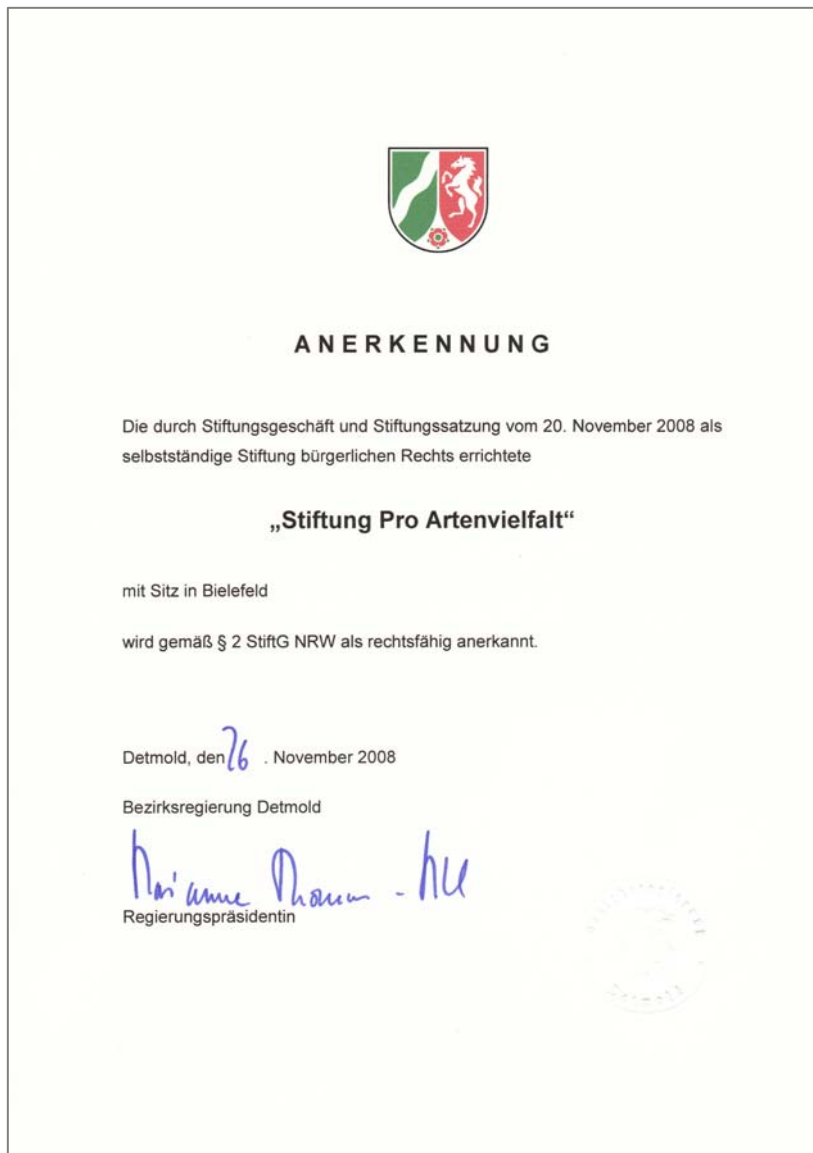 ANERKENNUNG
Die durch Stiftungsgeschäft und Stiftungssatzung vom 20. November 2008 als
selbstständige Stiftung bürgerlichen Rechts errichtete
„Stiftung Pro Artenvielfalt“
mit Sitz in Bielefeld
wird gemäß § 2 StiftG NRW als rechtsfähig anerkannt.
Detmold, den 26 . November 2008
Bezirksregierung Detmold
Marianne
Regierungspräsidentin
Detmold